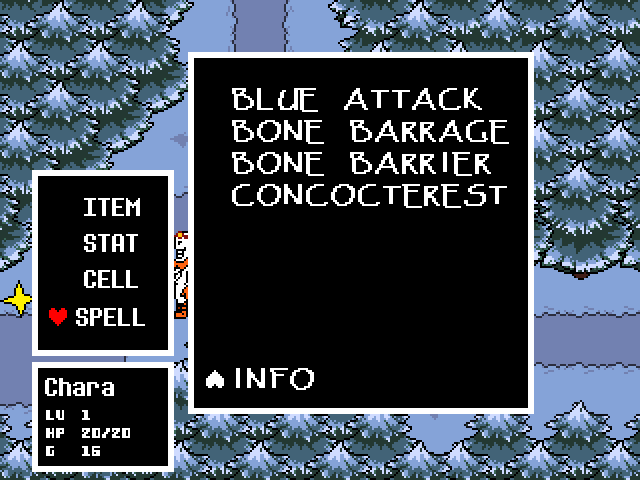 ITEM
STAT
CELL
SPELL
Chara
LV 1
HP 20/20
G 16
BLUE ATTACK
BONE BARRAGE
BONE BARRIER
CONCOCTEREST
INFO